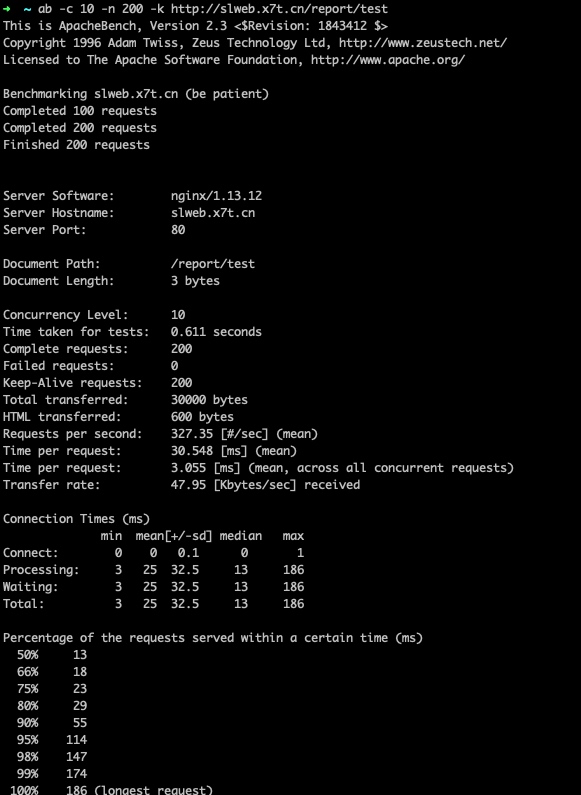 ➜  ~ ab -c 10 -n 200 -k http://slweb.x7t.cn/report/test
This is ApacheBench, Version 2.3 <$Revision: 1843412 $>
Copyright 1996 Adam Twiss, Zeus Technology Ltd, http://www.zeustech.net/
Licensed to The Apache Software Foundation, http://www.apache.org/

Benchmarking slweb.x7t.cn (be patient)
Completed 100 requests
Completed 200 requests
Finished 200 requests


Server Software:        nginx/1.13.12
Server Hostname:        slweb.x7t.cn
Server Port:            80

Document Path:          /report/test
Document Length:        3 bytes

Concurrency Level:      10
Time taken for tests:   0.611 seconds
Complete requests:      200
Failed requests:        0
Keep-Alive requests:    200
Total transferred:      30000 bytes
HTML transferred:       600 bytes
Requests per second:    327.35 [#/sec] (mean)
Time per request:       30.548 [ms] (mean)
Time per request:       3.055 [ms] (mean, across all concurrent requests)
Transfer rate:          47.95 [Kbytes/sec] received

Connection Times (ms)
              min  mean[+/-sd] median   max
Connect:        0    0   0.1      0       1
Processing:     3   25  32.5     13     186
Waiting:        3   25  32.5     13     186
Total:          3   25  32.5     13     186

Percentage of the requests served within a certain time (ms)
  50%     13
  66%     18
  75%     23
  80%     29
  90%     55
  95%    114
  98%    147
  99%    174
 100%    186 (longest request)